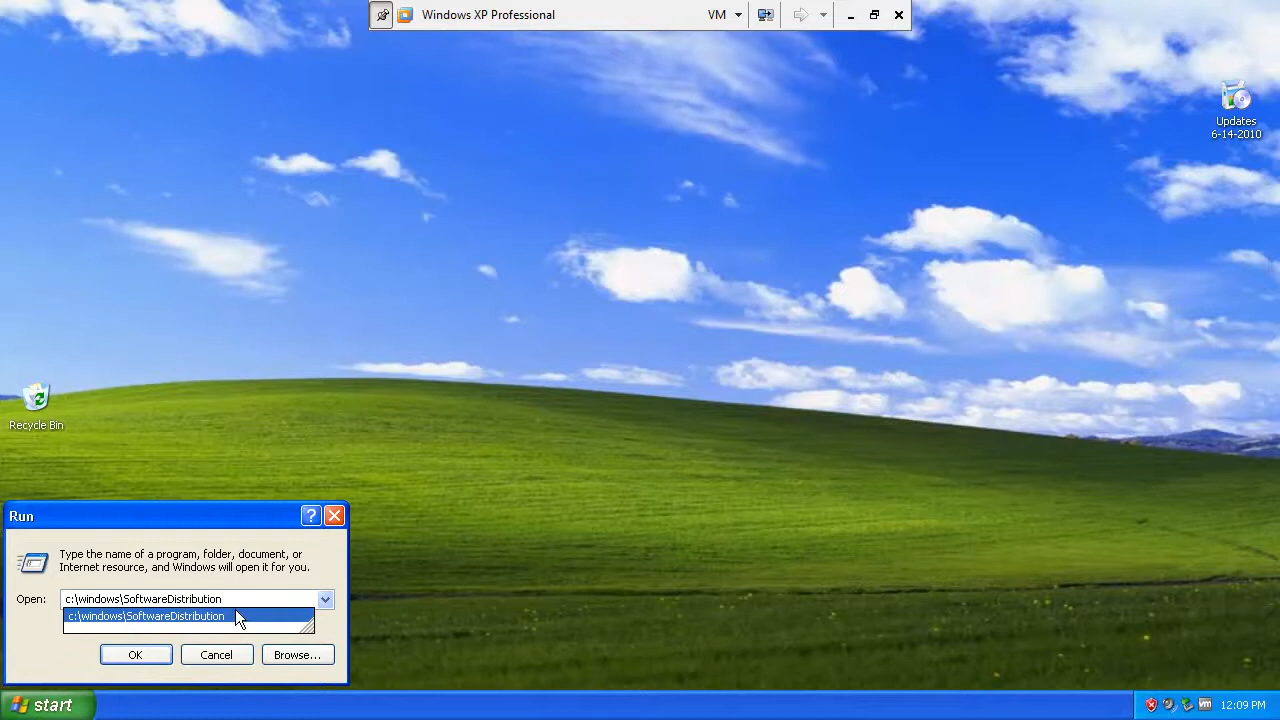 Windows XP Professional
VM
Updates
6-14-2010
Recycle Bin
Run
Type the name of a program, folder, document, or
Internet resource, and Windows will open it for you.
Open: c:\windows\SoftwareDistribution
c:\windows\SoftwareDistribution
OK Cancel Browse...
start
12:09 PM